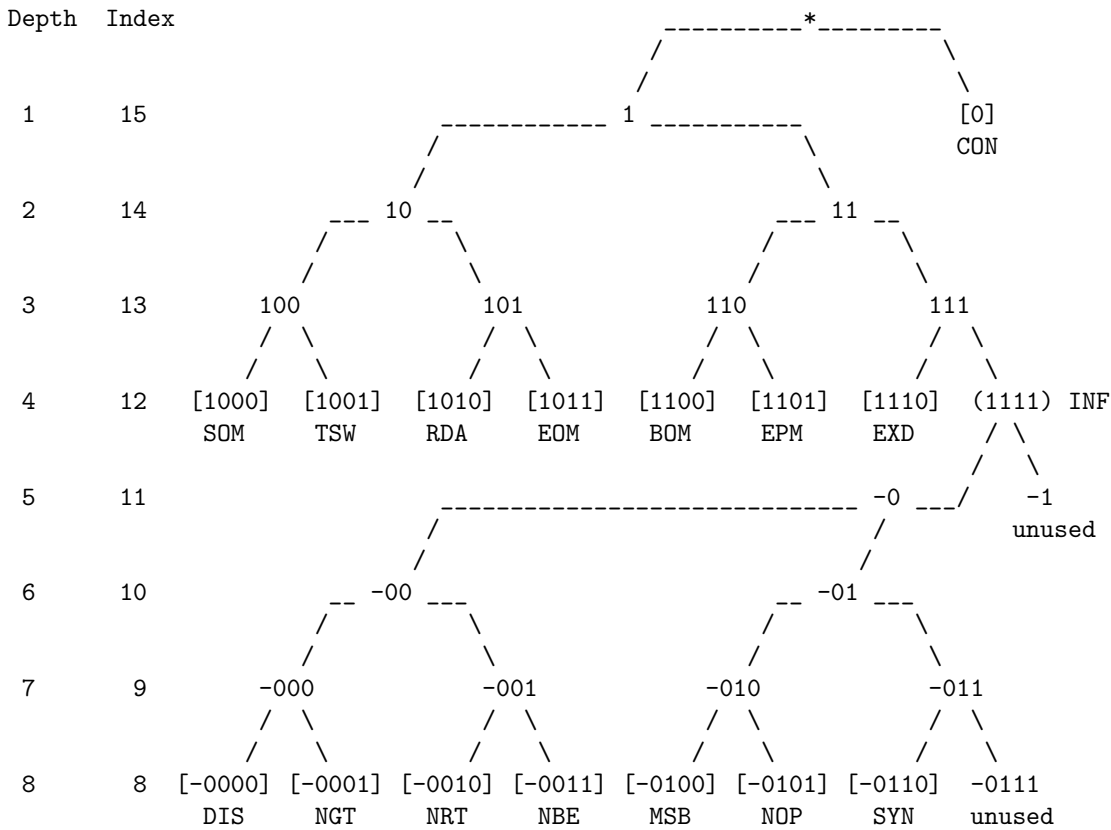 Depth Index *
1 15 1 [0]
CON
2 14 10 11
3 13 100 101 110 111
4 12 [1000] [1001] [1010] [1011] [1100] [1101] [1110] (1111) INF
SOM TSW RDA EOM BOM EPM EXD
5 11 -0 -1
unused
6 10 -00 -01
7 9 -000 -001 -010 -011
8 8 [-0000] [-0001] [-0010] [-0011] [-0100] [-0101] [-0110] -0111
DIS NGT NRT NBE MSB NOP SYN unused